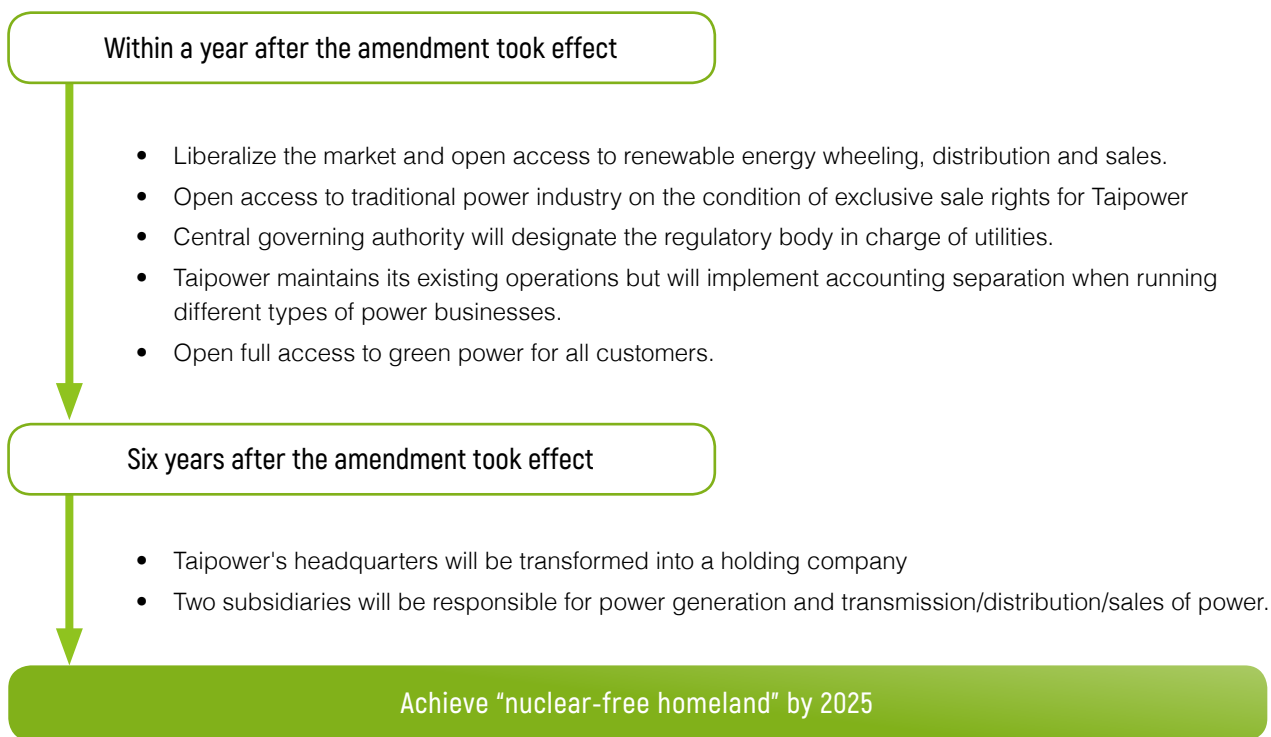 Within a year after the amendment took effect
• Liberalize the market and open access to renewable energy wheeling, distribution and sales.
• Open access to traditional power industry on the condition of exclusive sale rights for Taipower
• Central governing authority will designate the regulatory body in charge of utilities.
• Taipower maintains its existing operations but will implement accounting separation when running
different types of power businesses.
• Open full access to green power for all customers.
Six years after the amendment took effect
• Taipower's headquarters will be transformed into a holding company
• Two subsidiaries will be responsible for power generation and transmission/distribution/sales of power.
Achieve “nuclear-free homeland” by 2025